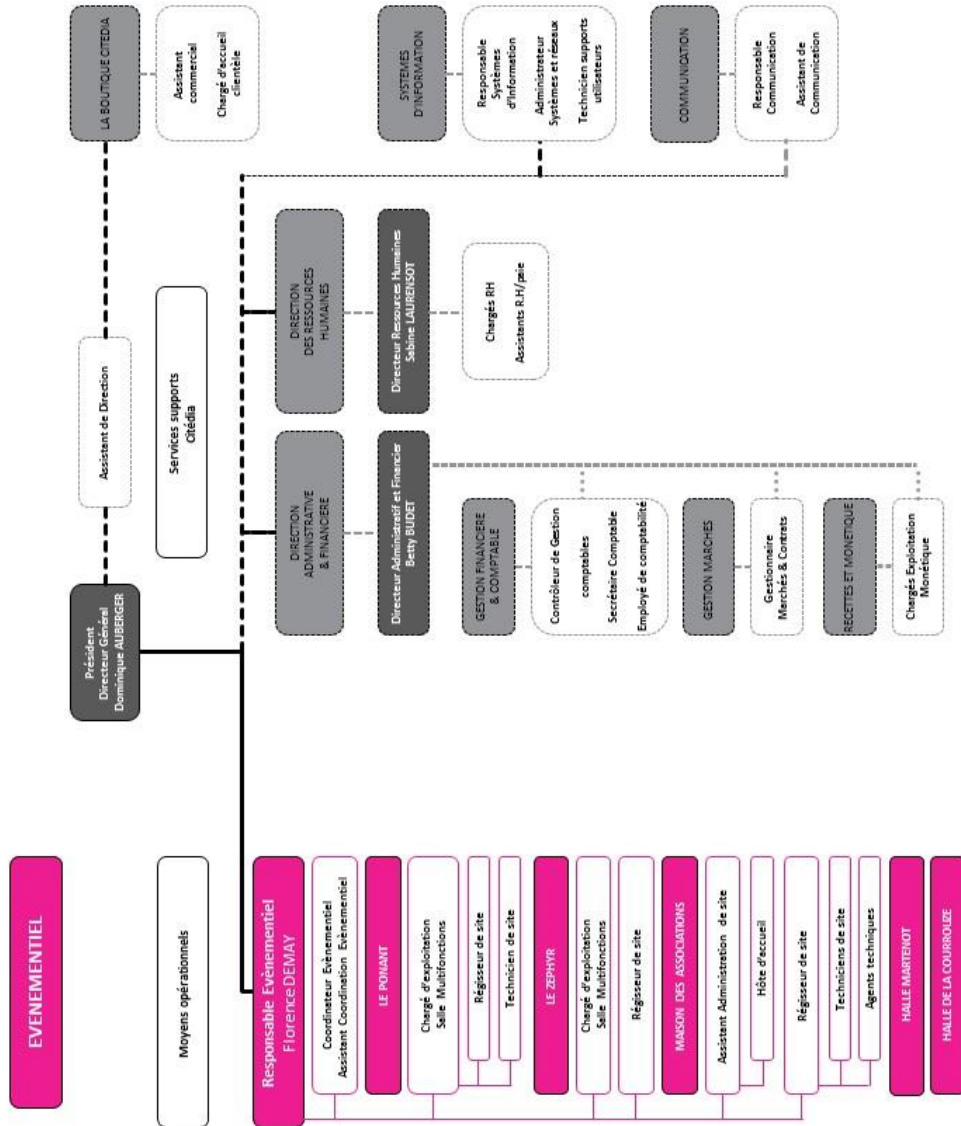 EVENEMENTIEL
Président
Directeur Général
Dominique AUBERGER
Assistant de Direction
LA BOUTIQUE CITEDIA
Assistant
commercial
Chargé d'accueil
clientèle
Moyens opérationnels
Services supports
Citédia
Responsable Evènementiel
Florence DEMAY
Coordinateur Evènementiel
Assistant Coordination Evènementiel
LE PONANT
Chargé d'exploitation
Salle Multifonctions
Régisseur de site
Technicien de site
LE ZEPHYR
Chargé d'exploitation
Salle Multifonctions
Régisseur de site
MAISON DES ASSOCIATIONS
Assistant Administration de site
Hôte d'accueil
Régisseur de site
Techniciens de site
Agents techniques
HALLE MARTENOT
HALLE DE LA COURROUZE
DIRECTION
ADMINISTRATIVE
& FINANCIERE
Directeur Administratif et Financier
Betty BUDET
GESTION FINANCIERE
& COMPTABLE
Contrôleur de Gestion
comptables
Secrétaire Comptable
Employé de comptabilité
GESTION MARCHES
Gestionnaire
Marchés & Contrats
RECETTES ET MONETIQUE
Chargés Exploitation
Monétique
DIRECTION
DES RESSOURCES
HUMAINES
Directeur Ressources Humaines
Sabine LAURENSOT
Chargés RH
Assistants R.H/paie
SYSTEMES
D'INFORMATION
Responsable
Systèmes
d'Information
Administrateur
Systèmes et réseaux
Technicien supports
utilisateurs
COMMUNICATION
Responsable
Communication
Assistant de
Communication